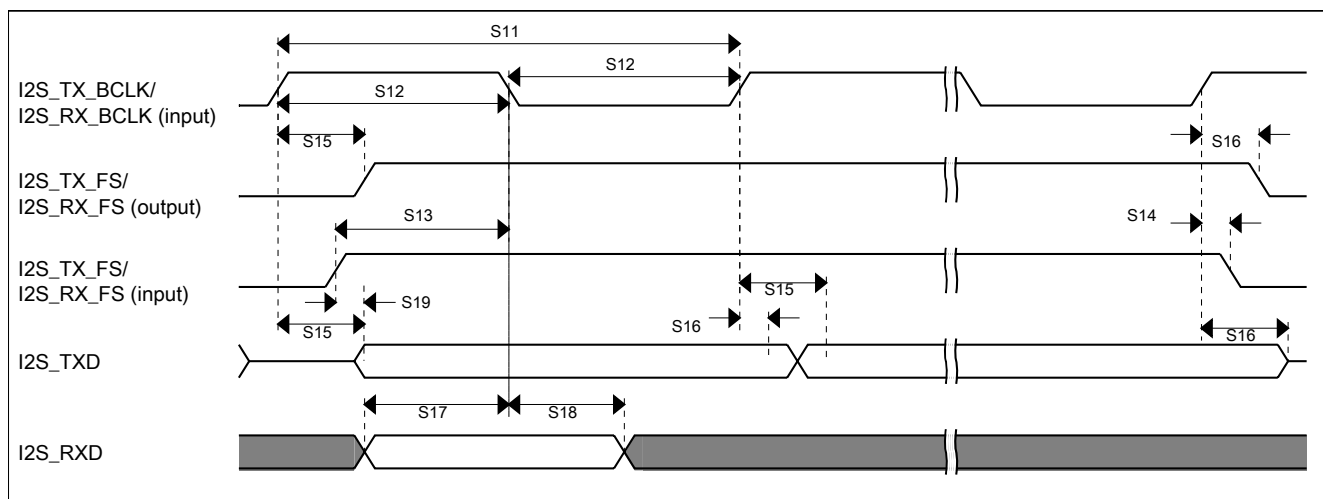 S11
I2S_TX_BCLK/
I2S_RX_BCLK (input)
S12
S12
S15
S16
I2S_TX_FS/
I2S_RX_FS (output)
S13
S14
I2S_TX_FS/
I2S_RX_FS (input)
S19
S15
S15
S16
S16
I2S_TXD
S17
S18
I2S_RXD